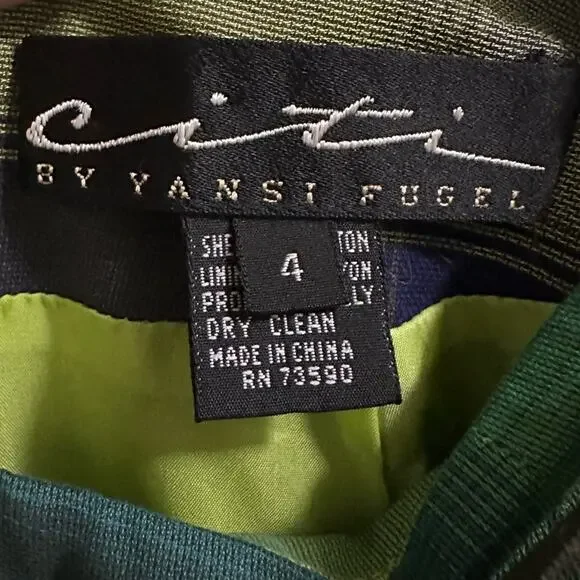 citi
BY YANSI FUGEL
4
DRY CLEAN
MADE IN CHINA
RN 73590